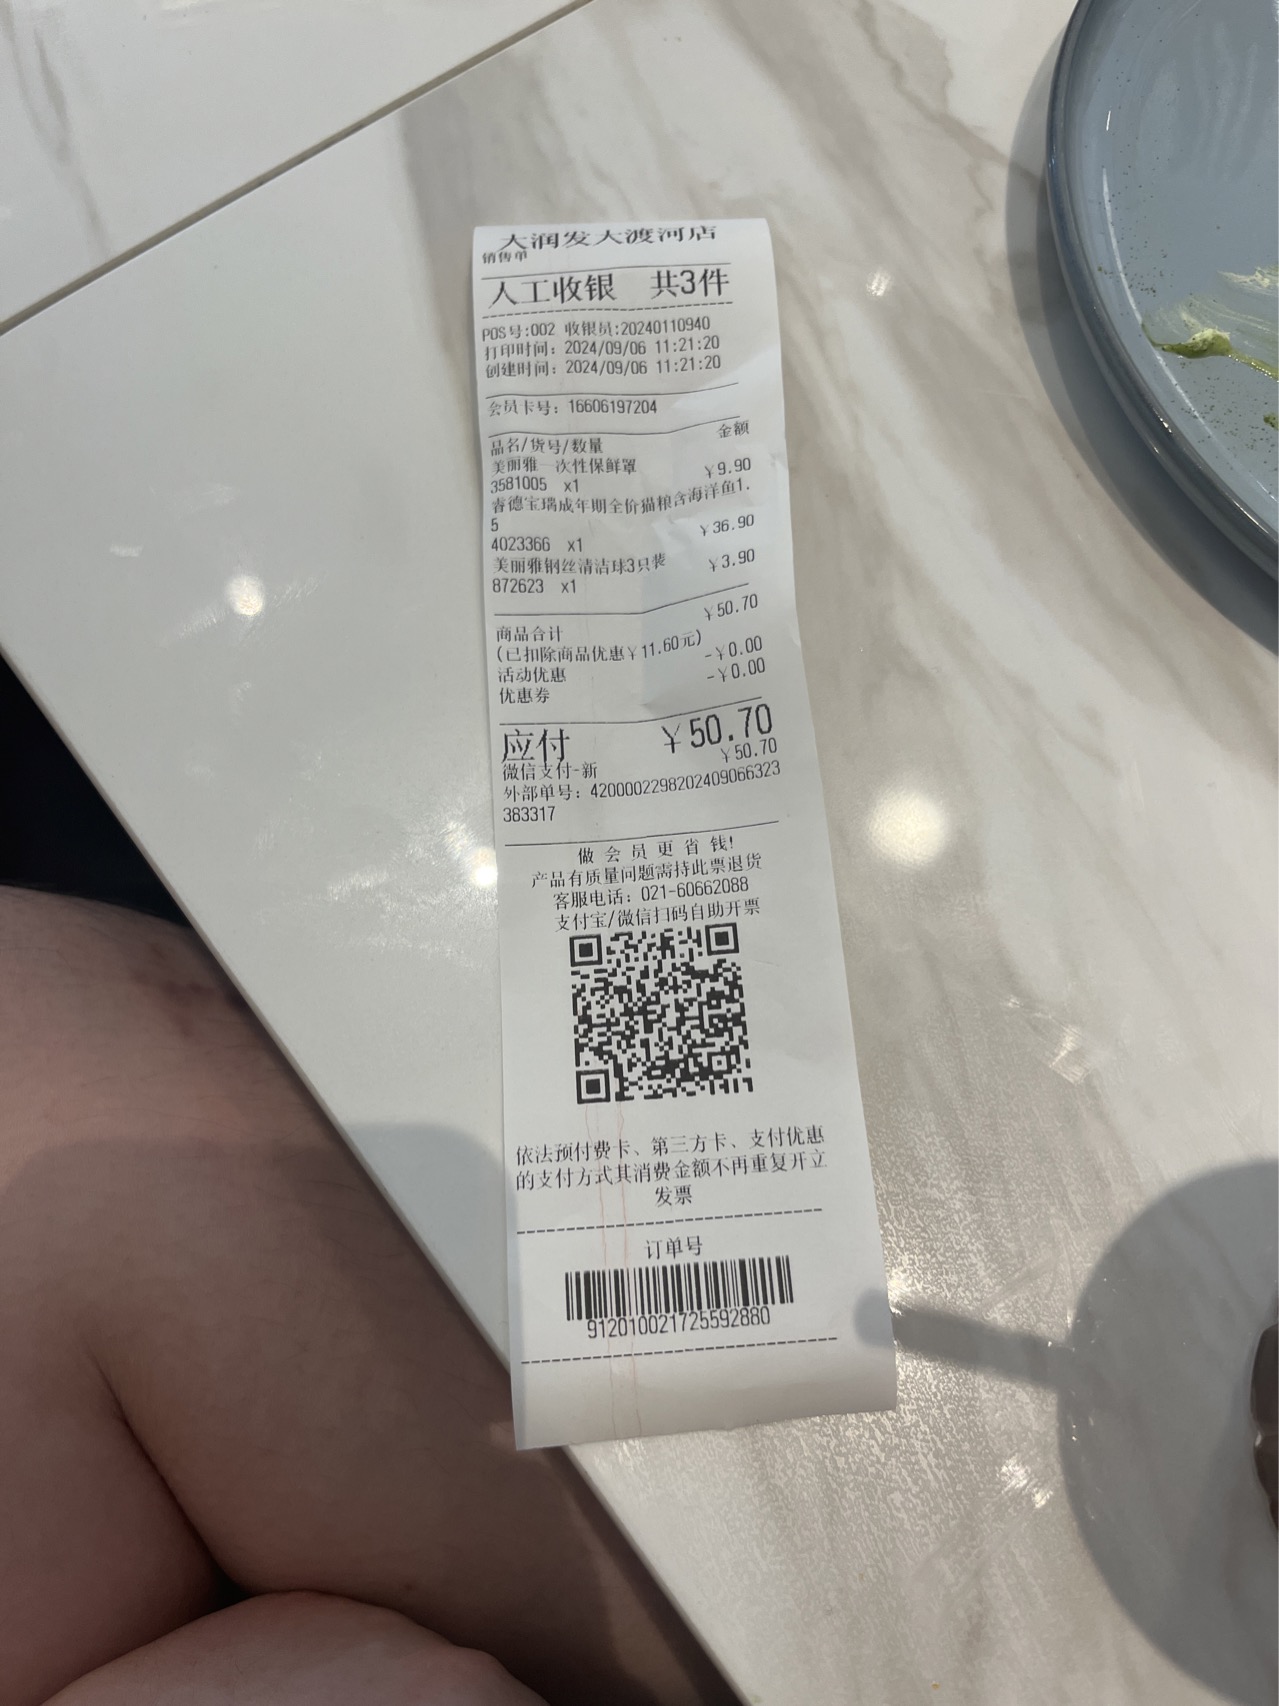 大润发大渡河店
销售单
人工收银 共3件
POS号:002 收银员:20240110940
打印时间: 2024/09/06 11:21:20
创建时间: 2024/09/06 11:21:20
会员卡号: 16606197204
品名/货号/数量 金额
美丽雅一次性保鲜罩 ￥9.90
3581005 x1
睿德宝瑞成年期全价猫粮含海洋鱼1.
5 ￥36.90
4023366 x1
美丽雅钢丝清洁球3只装 ￥3.90
872623 x1
商品合计 ￥50.70
(已扣除商品优惠￥11.60元)
活动优惠 -￥0.00
优惠券 -￥0.00
应付 ￥50.70
微信支付-新 ￥50.70
外部单号: 4200002298202409066323
383317
做 会 员 更 省 钱!
产品有质量问题需持此票退货
客服电话: 021-60662088
支付宝/微信扫码自助开票
依法预付费卡、第三方卡、支付优惠
的支付方式其消费金额不再重复开立
发票
订单号
912010021725592880